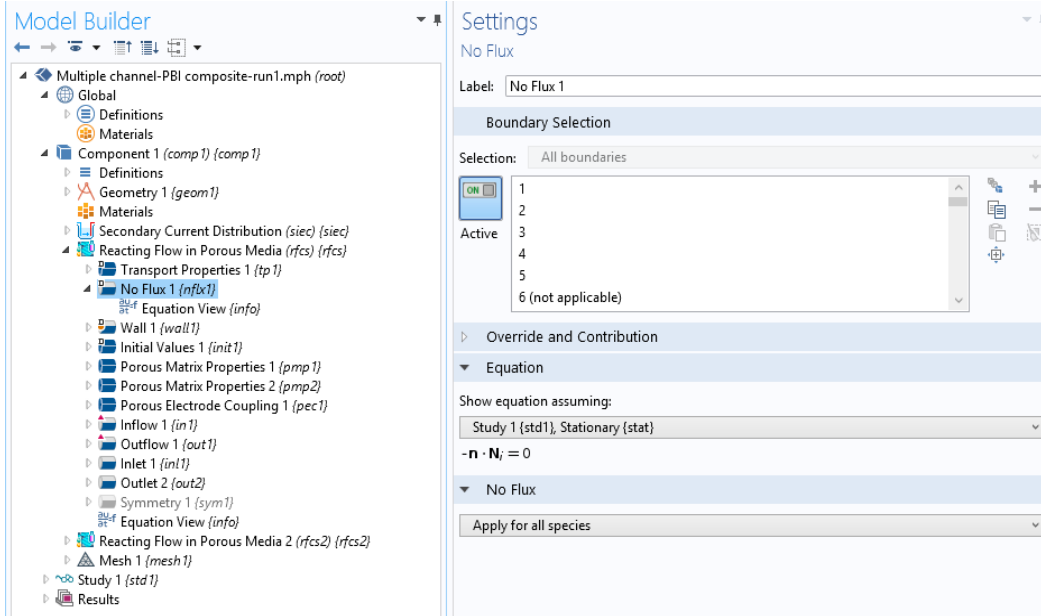 Model Builder
Multiple channel-PBI composite-run1.mph (root)
Global
Definitions
Materials
Component 1 (comp1) {comp1}
Definitions
Geometry 1 {geom1}
Materials
Secondary Current Distribution (siec) {siec}
Reacting Flow in Porous Media (rfcs) {rfcs}
Transport Properties 1 {tp1}
No Flux 1 {nflx1}
Equation View {info}
Wall 1 {wall1}
Initial Values 1 {init1}
Porous Matrix Properties 1 {pmp1}
Porous Matrix Properties 2 {pmp2}
Porous Electrode Coupling 1 {pec1}
Inflow 1 {in1}
Outflow 1 {out1}
Inlet 1 {inl1}
Outlet 2 {out2}
Symmetry 1 {sym1}
Equation View {info}
Reacting Flow in Porous Media 2 (rfcs2) {rfcs2}
Mesh 1 {mesh1}
Study 1 {std1}
Results
Settings
No Flux
Label: No Flux 1
Boundary Selection
Selection: All boundaries
ON
Active
1
2
3
4
5
6 (not applicable)
Override and Contribution
Equation
Show equation assuming:
Study 1 {std1}, Stationary {stat}
-n · Nᵢ = 0
No Flux
Apply for all species